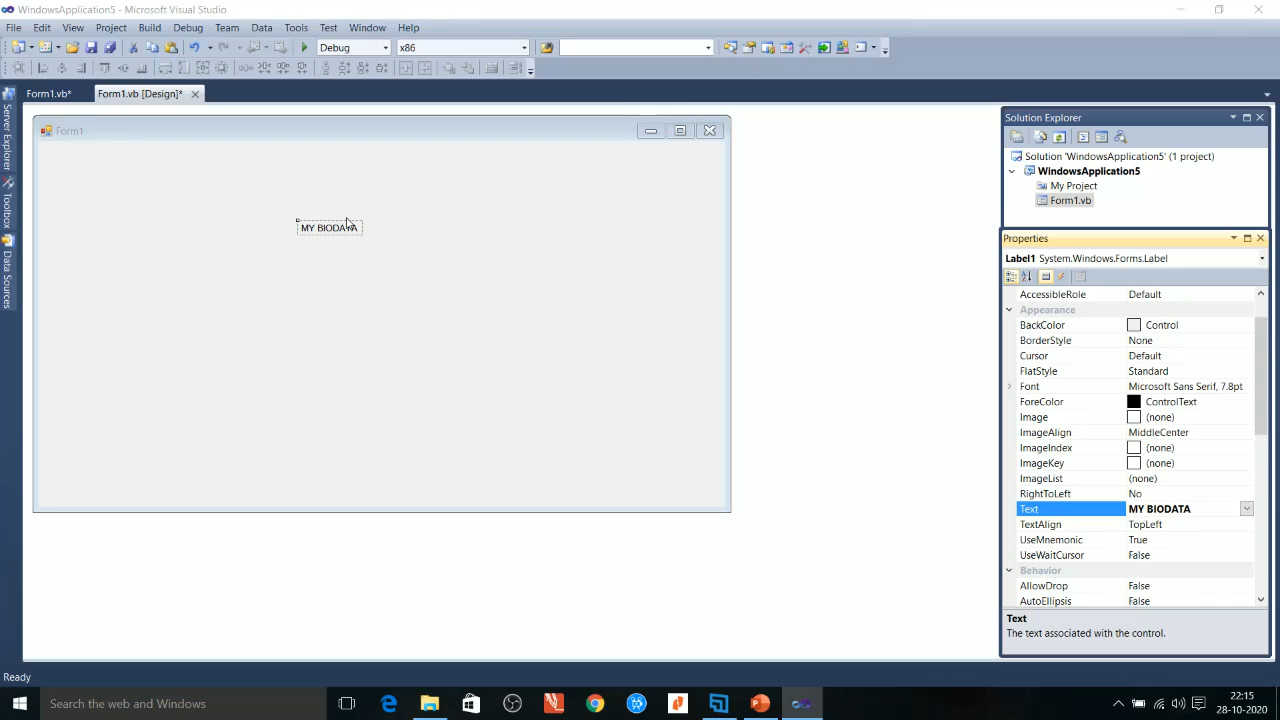 WindowsApplication5 - Microsoft Visual Studio
File Edit View Project Build Debug Team Data Tools Test Window Help
Debug x86
Form1.vb* Form1.vb [Design]*
Server Explorer
Toolbox
Data Sources
Form1
MY BIODATA
Solution Explorer
Solution 'WindowsApplication5' (1 project)
WindowsApplication5
My Project
Form1.vb
Properties
Label1 System.Windows.Forms.Label
AccessibleRole Default
Appearance
BackColor Control
BorderStyle None
Cursor Default
FlatStyle Standard
Font Microsoft Sans Serif, 7.8pt
ForeColor ControlText
Image (none)
ImageAlign MiddleCenter
ImageIndex (none)
ImageKey (none)
ImageList (none)
RightToLeft No
Text MY BIODATA
TextAlign TopLeft
UseMnemonic True
UseWaitCursor False
Behavior
AllowDrop False
AutoEllipsis False
Text
The text associated with the control.
Ready
Search the web and Windows
22:15
28-10-2020